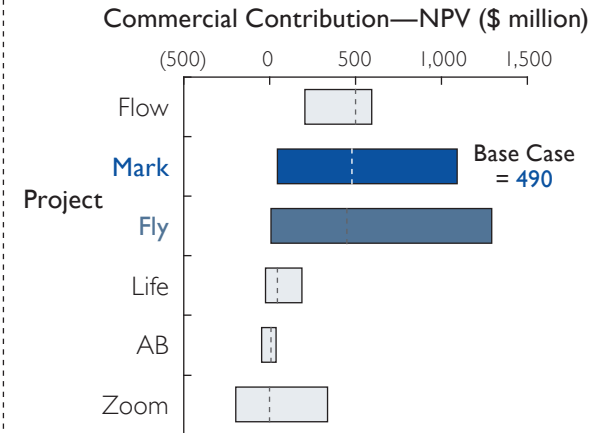 Commercial Contribution—NPV ($ million)
(500) 0 500 1,000 1,500
Flow
Mark
Base Case
= 490
Project
Fly
Life
AB
Zoom